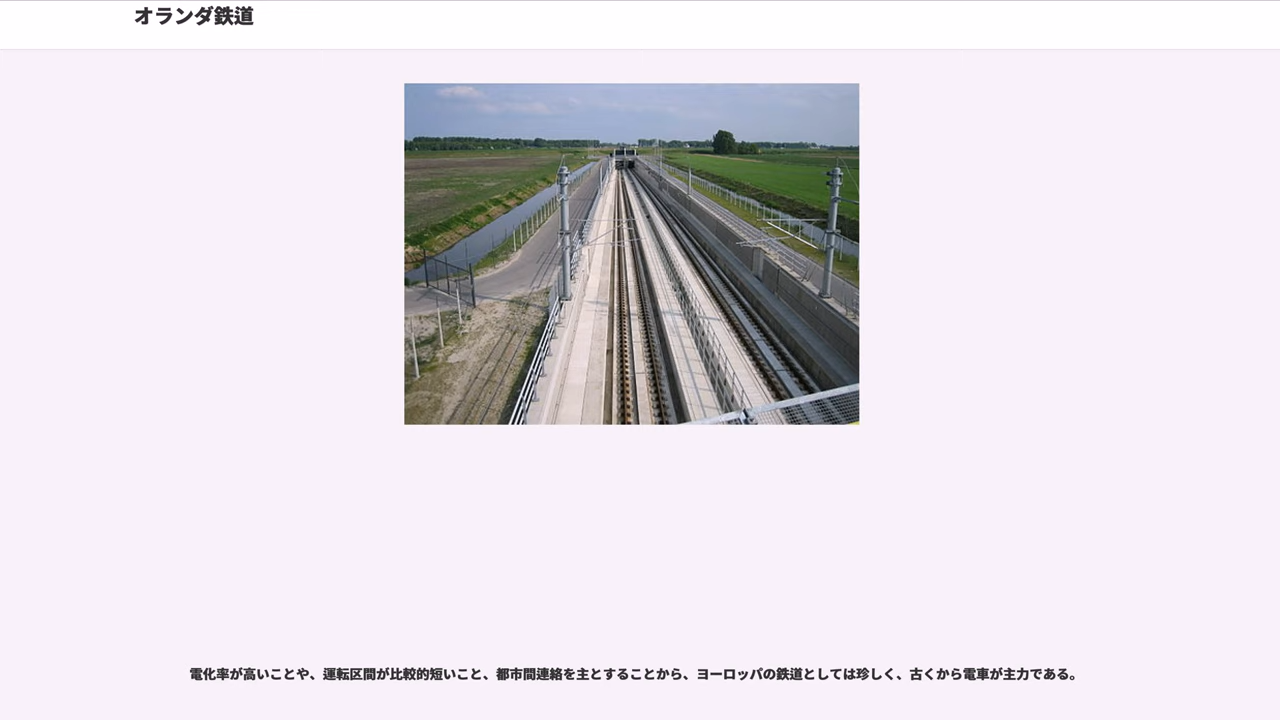 オランダ鉄道
電化率が高いことや、運転区間が比較的短いこと、都市間連絡を主とすることから、ヨーロッパの鉄道としては珍しく、古くから電車が主力である。